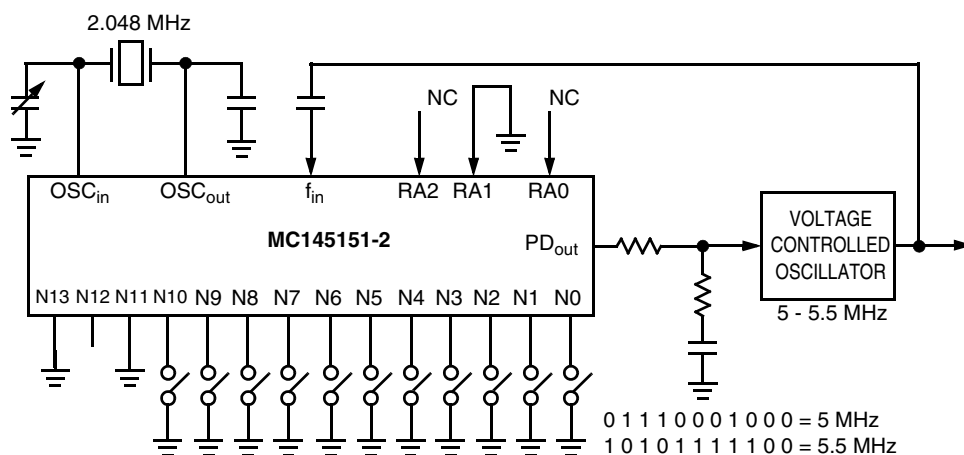 2.048 MHz
NC
NC
OSCin
OSCout
fin
RA2
RA1
RA0
MC145151-2
PDout
VOLTAGE
CONTROLLED
OSCILLATOR
5 - 5.5 MHz
N13 N12 N11 N10 N9 N8 N7 N6 N5 N4 N3 N2 N1 N0
0 1 1 1 0 0 0 1 0 0 0 = 5 MHz
1 0 1 0 1 1 1 1 1 0 0 = 5.5 MHz